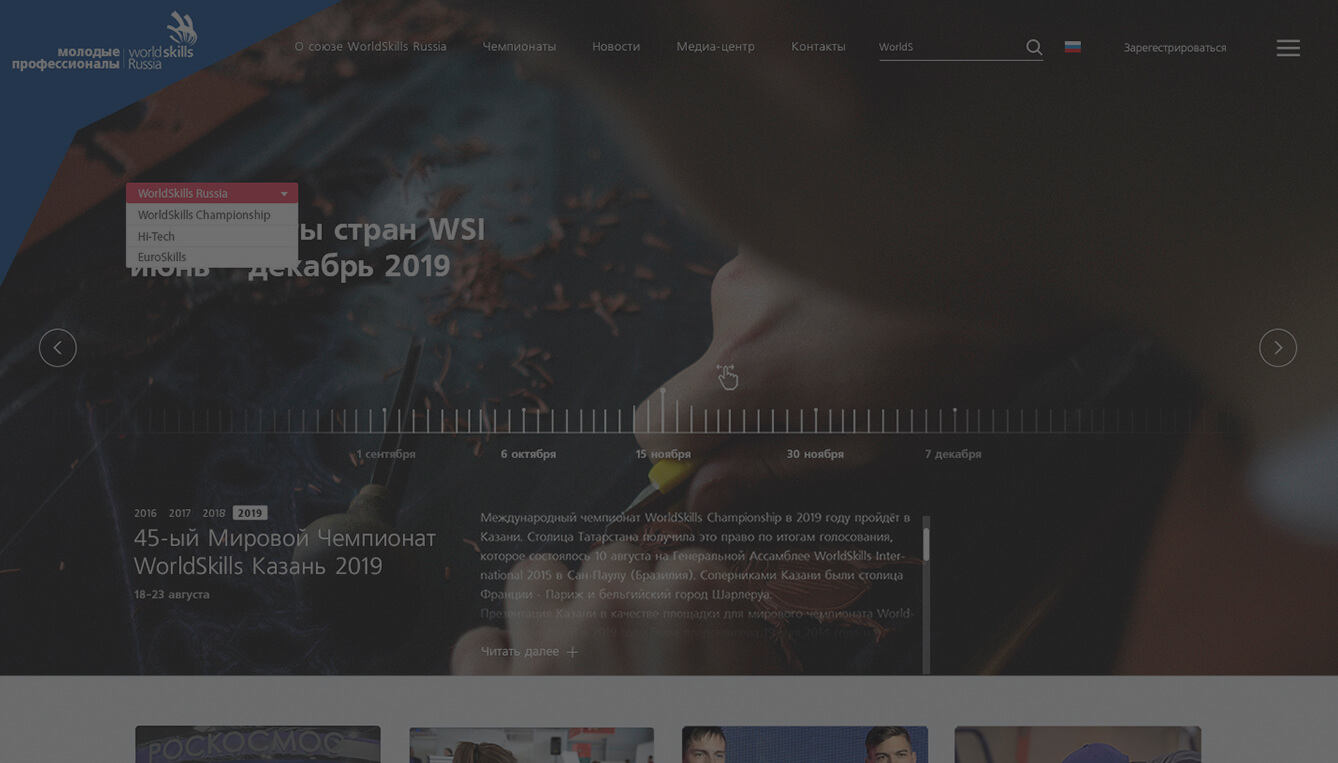 молодые
профессионалы
worldskills
Russia
О союзе WorldSkills Russia
Чемпионаты
Новости
Медиа-центр
Контакты
WorldS
Зарегестрироваться
WorldSkills Russia
WorldSkills Championship
Hi-Tech
EuroSkills
ы стран WSI
июнь декабрь 2019
1 сентября
6 октября
15 ноября
30 ноября
7 декабря
2016 2017 2018 2019
45-ый Мировой Чемпионат
WorldSkills Казань 2019
18-23 августа
Международный чемпионат WorldSkills Championship в 2019 году пройдёт в
Казани. Столица Татарстана получила это право по итогам голосования,
которое состоялось 10 августа на Генеральной Ассамблее WorldSkills Inter-
national 2015 в Сан-Паулу (Бразилия). Соперниками Казани были столица
Франции - Париж и бельгийский город Шарлеруа.
Презентация Казани в качестве площадки для мирового чемпионата World-
Читать далее
РОСКОСМОС